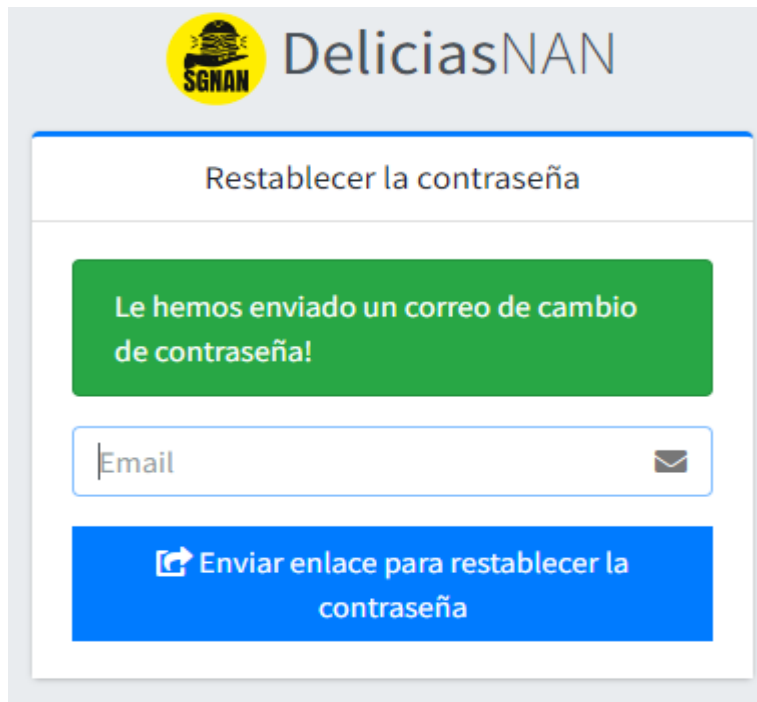 SGNAN
DeliciasNAN
Restablecer la contraseña
Le hemos enviado un correo de cambio
de contraseña!
Email
Enviar enlace para restablecer la
contraseña